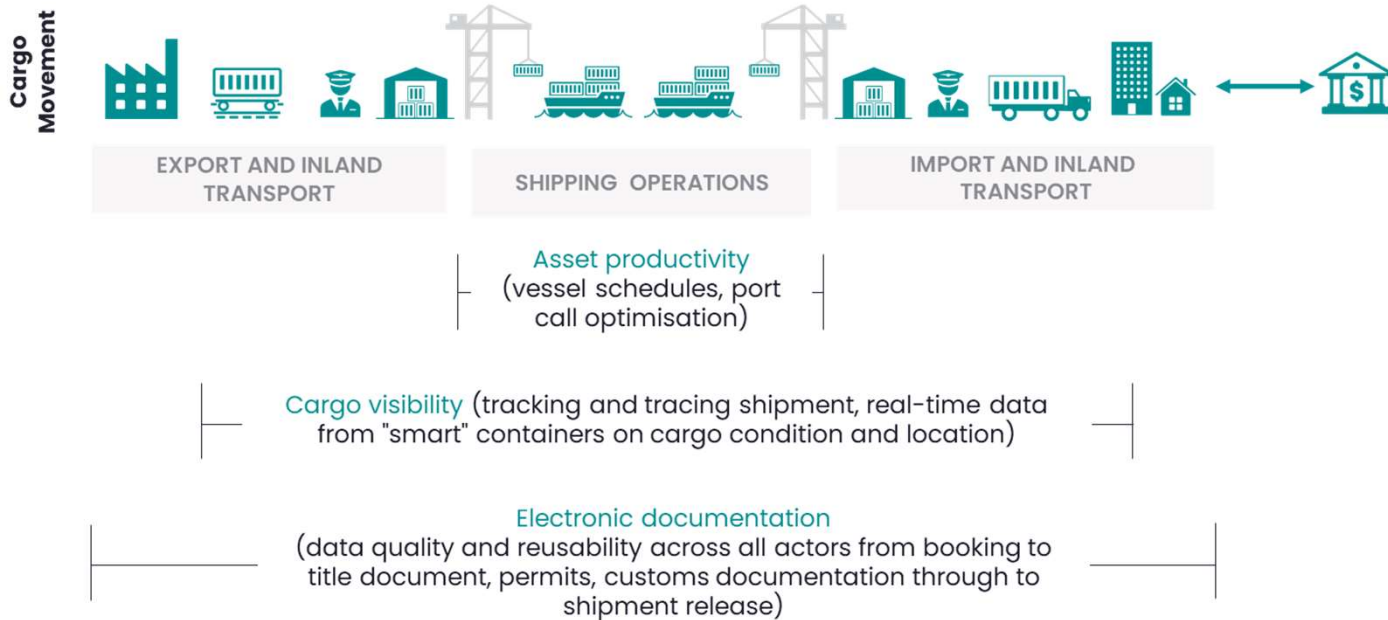 Cargo
Movement
EXPORT AND INLAND
TRANSPORT
SHIPPING OPERATIONS
IMPORT AND INLAND
TRANSPORT
$
Asset productivity
(vessel schedules, port
call optimisation)
Cargo visibility (tracking and tracing shipment, real-time data
from "smart" containers on cargo condition and location)
Electronic documentation
(data quality and reusability across all actors from booking to
title document, permits, customs documentation through to
shipment release)